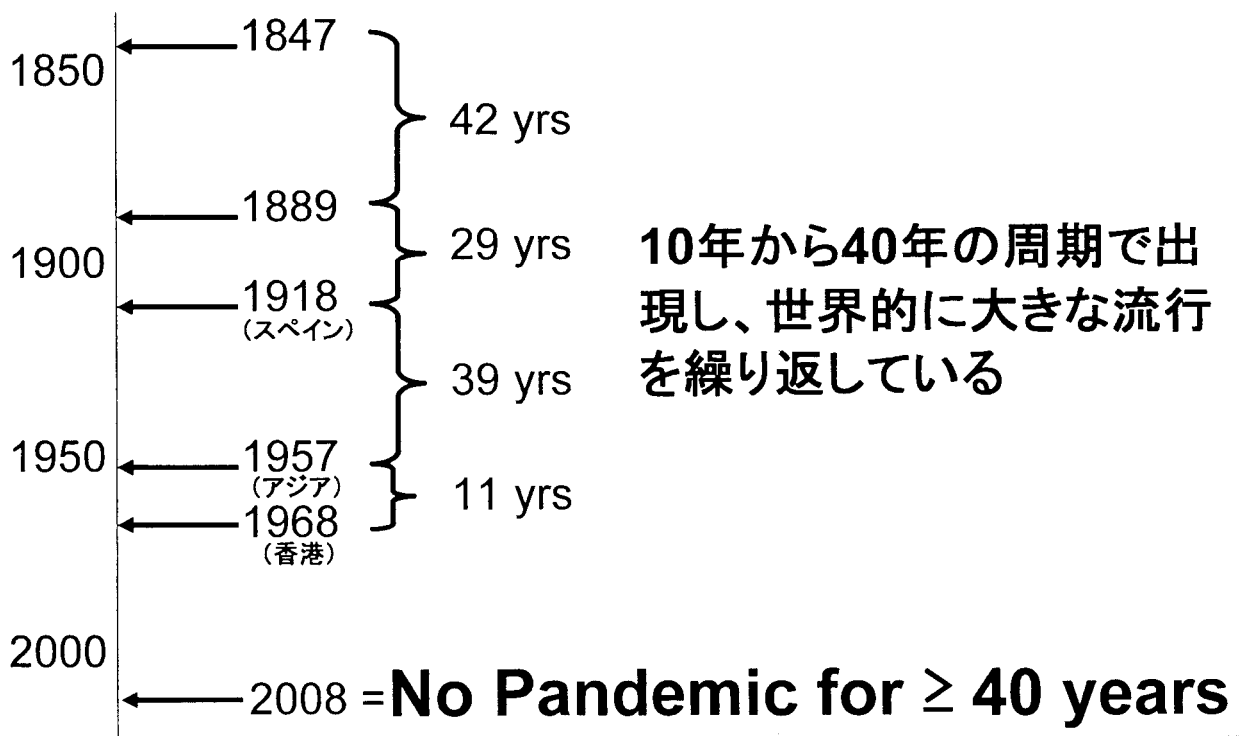 1847
1850
42 yrs
1889
29 yrs
1900
10年から40年の周期で出
現し、世界的に大きな流行
を繰り返している
1918
(スペイン)
39 yrs
1950
1957
(アジア)
11 yrs
1968
(香港)
2000
2008 =No Pandemic for ≥ 40 years